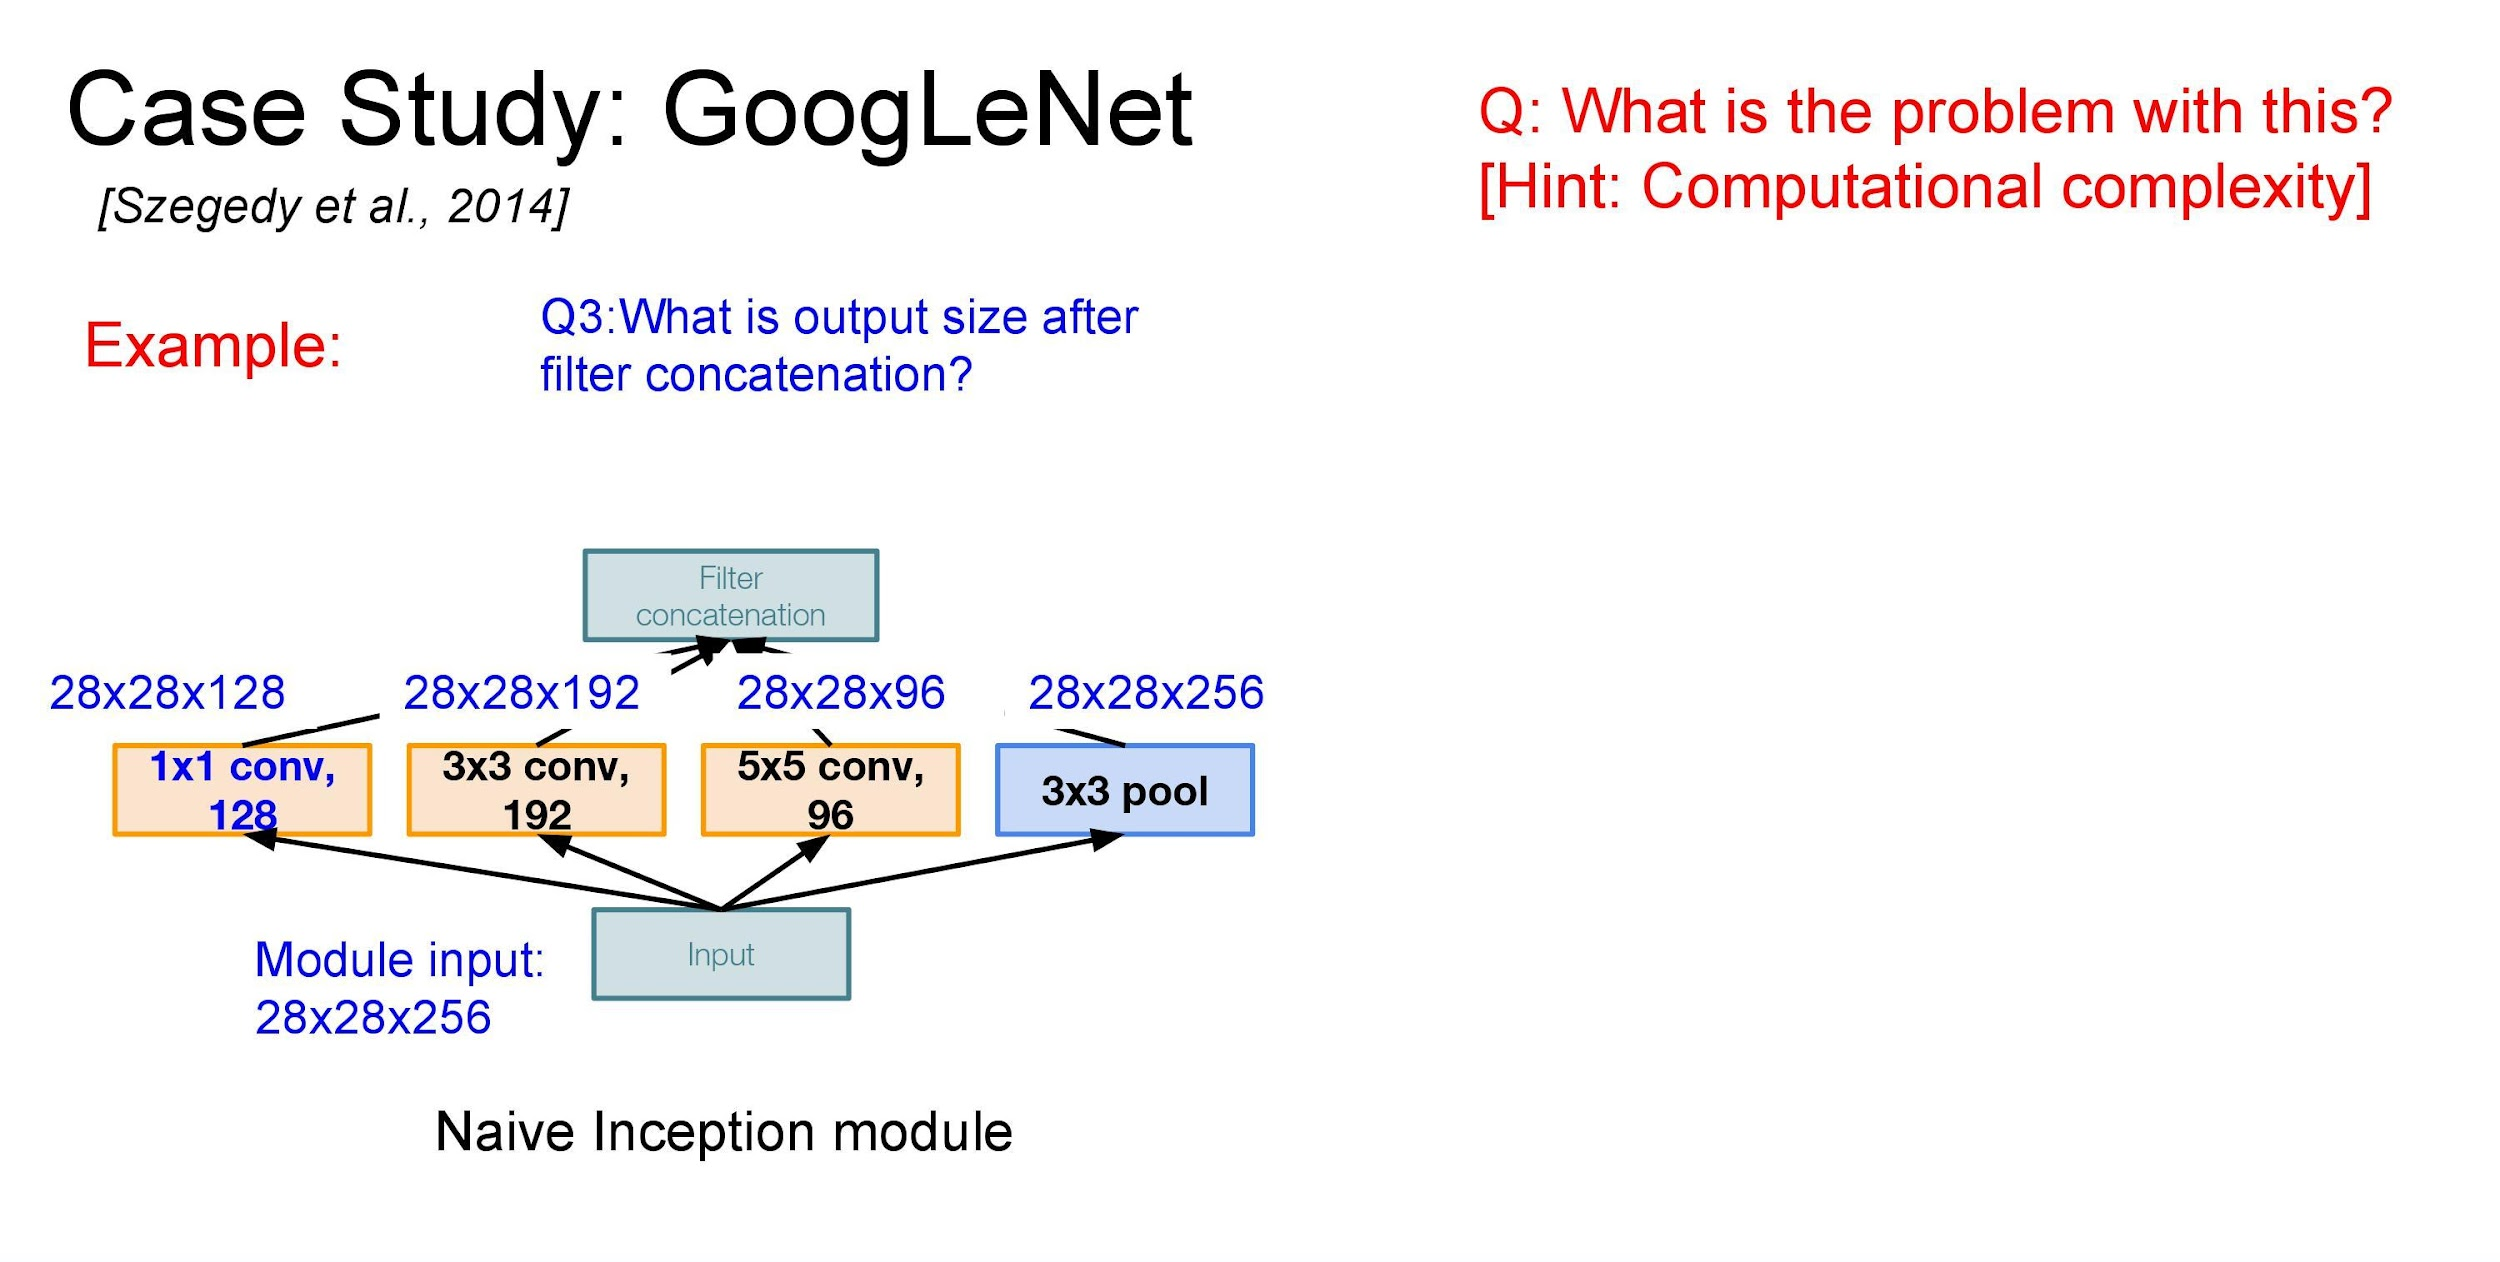 Case Study: GoogLeNet
[Szegedy et al., 2014]
Q: What is the problem with this?
[Hint: Computational complexity]
Example:
Q3:What is output size after
filter concatenation?
Filter
concatenation
28x28x128
28x28x192
28x28x96
28x28x256
1x1 conv,
128
3x3 conv,
192
5x5 conv,
96
3x3 pool
Input
Module input:
28x28x256
Naive Inception module